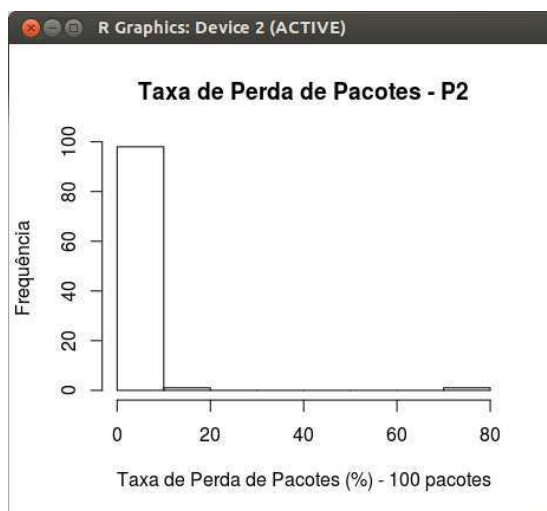 R Graphics: Device 2 (ACTIVE)
Taxa de Perda de Pacotes - P2
Frequência
100
80
60
40
20
0
0 20 40 60 80
Taxa de Perda de Pacotes (%) - 100 pacotes